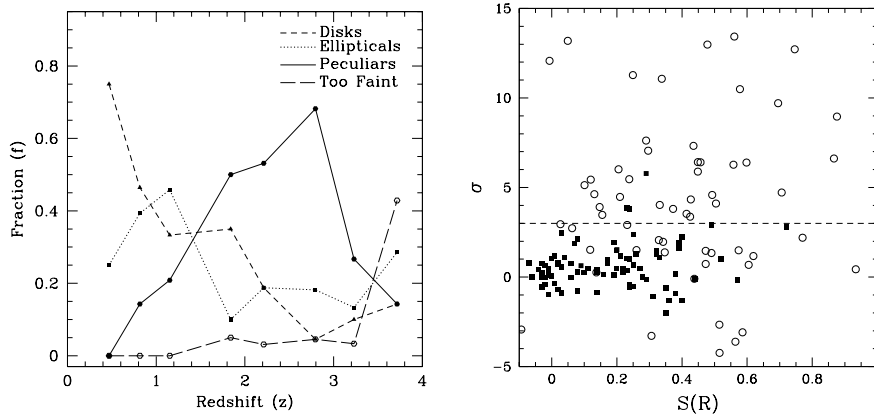 Disks
Ellipticals
Peculiars
Too Faint
0.8
0.6
0.4
0.2
0
Fraction (f)
0 1 2 3 4
Redshift (z)
15
10
5
0
-5
σ
0 0.2 0.4 0.6 0.8
S(R)